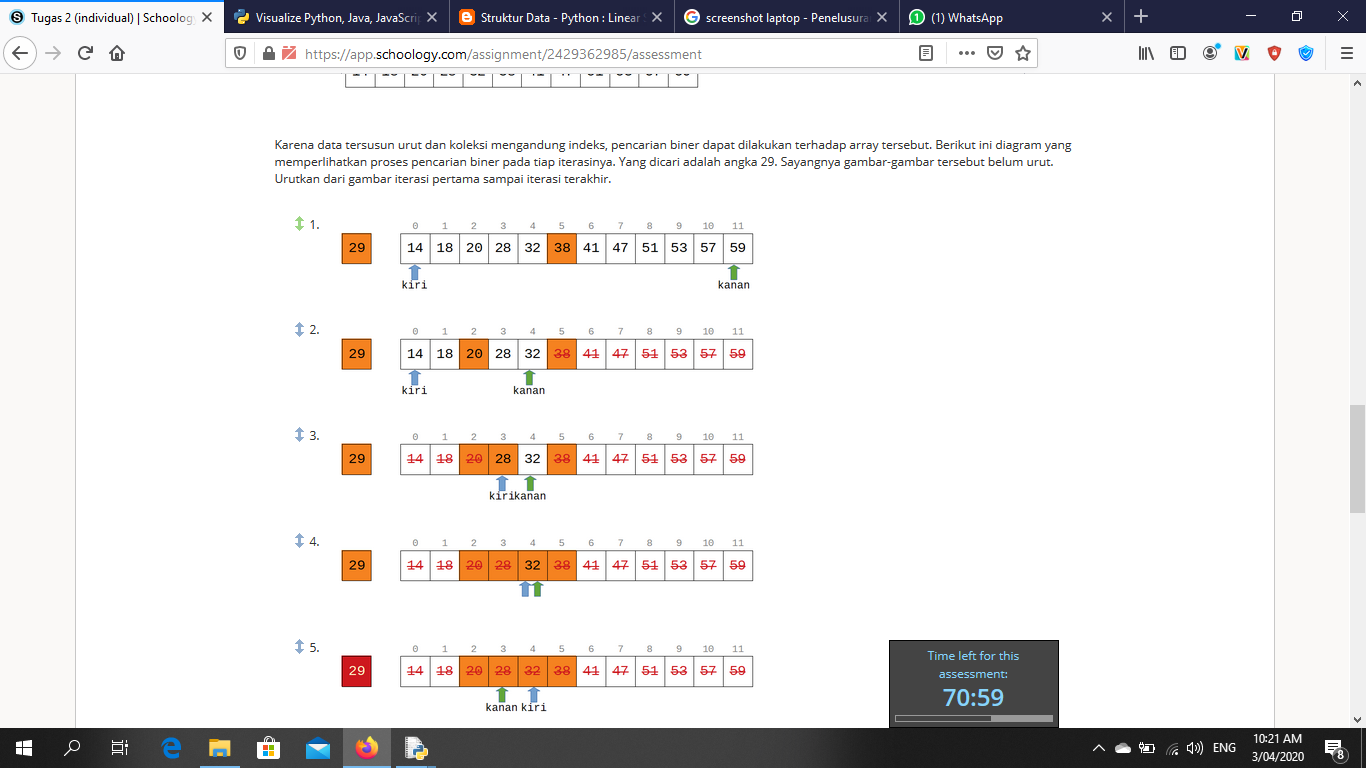 Tugas 2 (individual) | Schoolog
Visualize Python, Java, JavaScri
Struktur Data - Python : Linear
screenshot laptop - Penelusura
(1) WhatsApp
https://app.schoology.com/assignment/2429362985/assessment
Karena data tersusun urut dan koleksi mengandung indeks, pencarian biner dapat dilakukan terhadap array tersebut. Berikut ini diagram yang
memperlihatkan proses pencarian biner pada tiap iterasinya. Yang dicari adalah angka 29. Sayangnya gambar-gambar tersebut belum urut.
Urutkan dari gambar iterasi pertama sampai iterasi terakhir.
1.
0 1 2 3 4 5 6 7 8 9 10 11
29 14 18 20 28 32 38 41 47 51 53 57 59
kiri kanan
2.
0 1 2 3 4 5 6 7 8 9 10 11
29 14 18 20 28 32 38 41 47 51 53 57 59
kiri kanan
3.
0 1 2 3 4 5 6 7 8 9 10 11
29 14 18 20 28 32 38 41 47 51 53 57 59
kirikanan
4.
0 1 2 3 4 5 6 7 8 9 10 11
29 14 18 20 28 32 38 41 47 51 53 57 59
5.
0 1 2 3 4 5 6 7 8 9 10 11
29 14 18 20 28 32 38 41 47 51 53 57 59
kanan kiri
Time left for this
assessment:
70:59
ENG
10:21 AM
3/04/2020
8